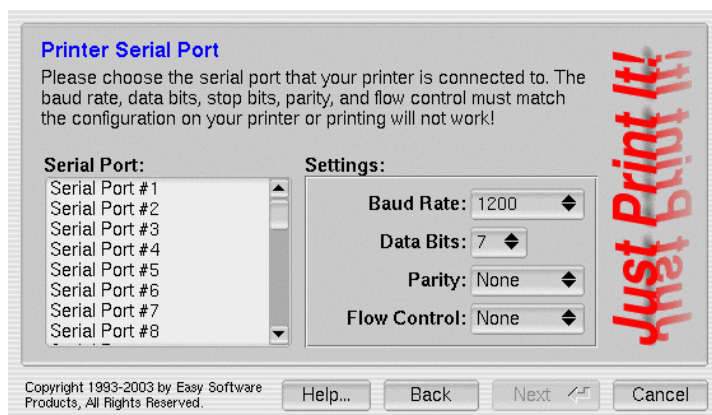 Printer Serial Port
Please choose the serial port that your printer is connected to. The
baud rate, data bits, stop bits, parity, and flow control must match
the configuration on your printer or printing will not work!
Serial Port:
Serial Port #1
Serial Port #2
Serial Port #3
Serial Port #4
Serial Port #5
Serial Port #6
Serial Port #7
Serial Port #8
Settings:
Baud Rate: 1200
Data Bits: 7
Parity: None
Flow Control: None
Just Print It!
Copyright 1993-2003 by Easy Software
Products, All Rights Reserved.
Help...
Back
Next
Cancel